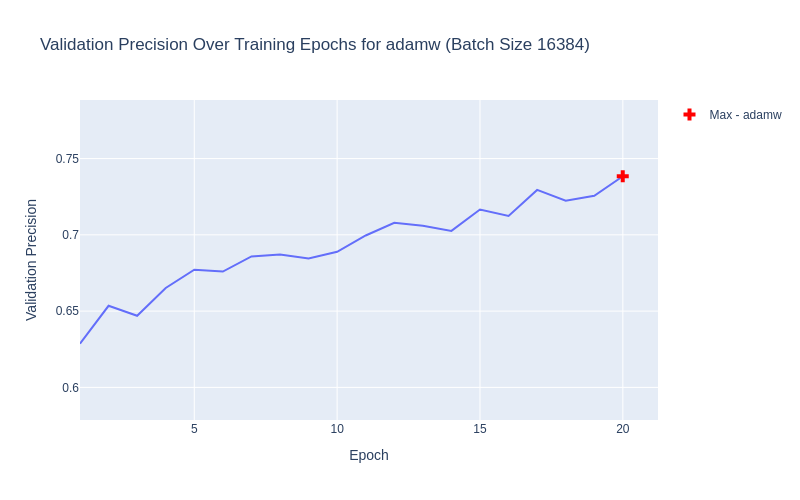 Validation Precision Over Training Epochs for adamw (Batch Size 16384)
Max - adamw
0.75
0.7
0.65
0.6
Validation Precision
5 10 15 20
Epoch